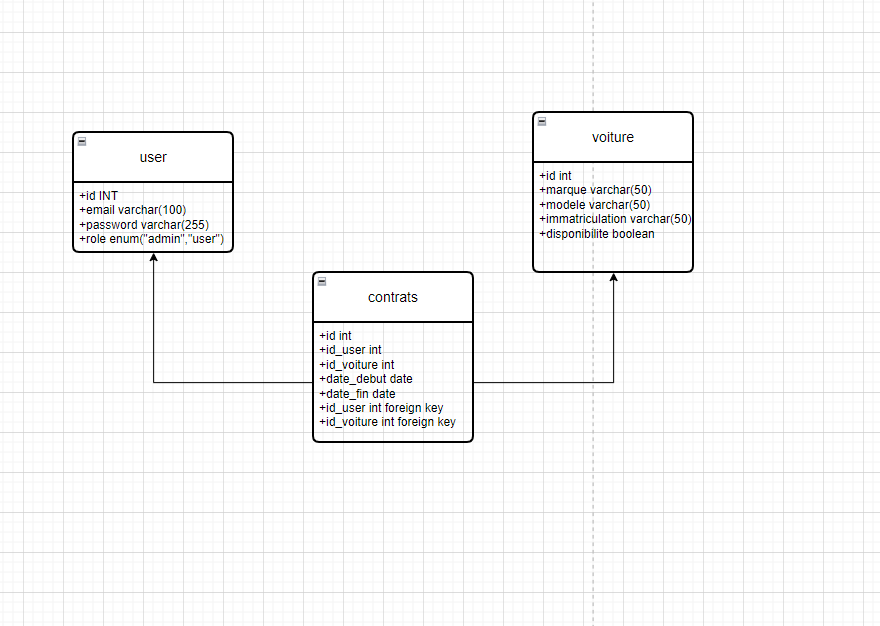 user
+id INT
+email varchar(100)
+password varchar(255)
+role enum("admin","user")
voiture
+id int
+marque varchar(50)
+modele varchar(50)
+immatriculation varchar(50)
+disponibilite boolean
contrats
+id int
+id_user int
+id_voiture int
+date_debut date
+date_fin date
+id_user int foreign key
+id_voiture int foreign key